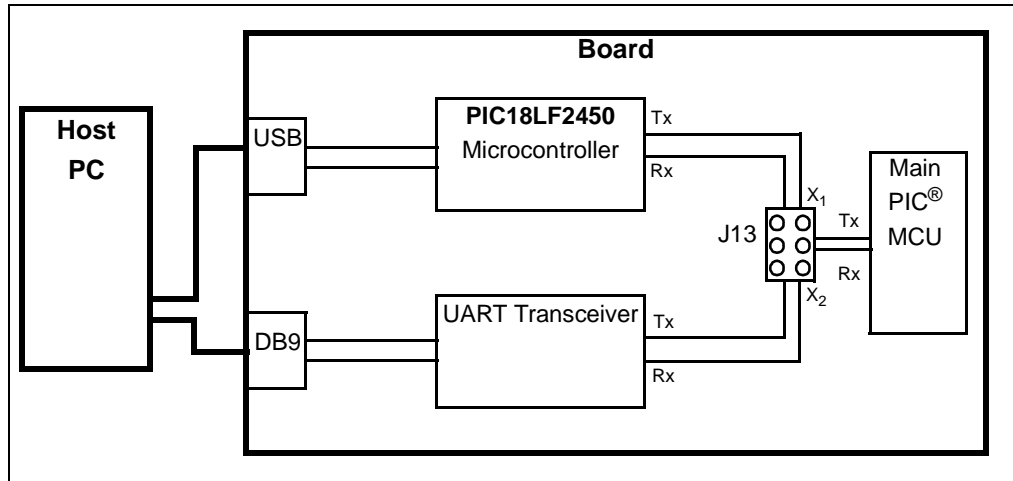 Board
Host
PC
USB
PIC18LF2450
Microcontroller
Tx
Rx
X1
J13
Tx
Rx
X2
Main
PIC®
MCU
DB9
UART Transceiver
Tx
Rx